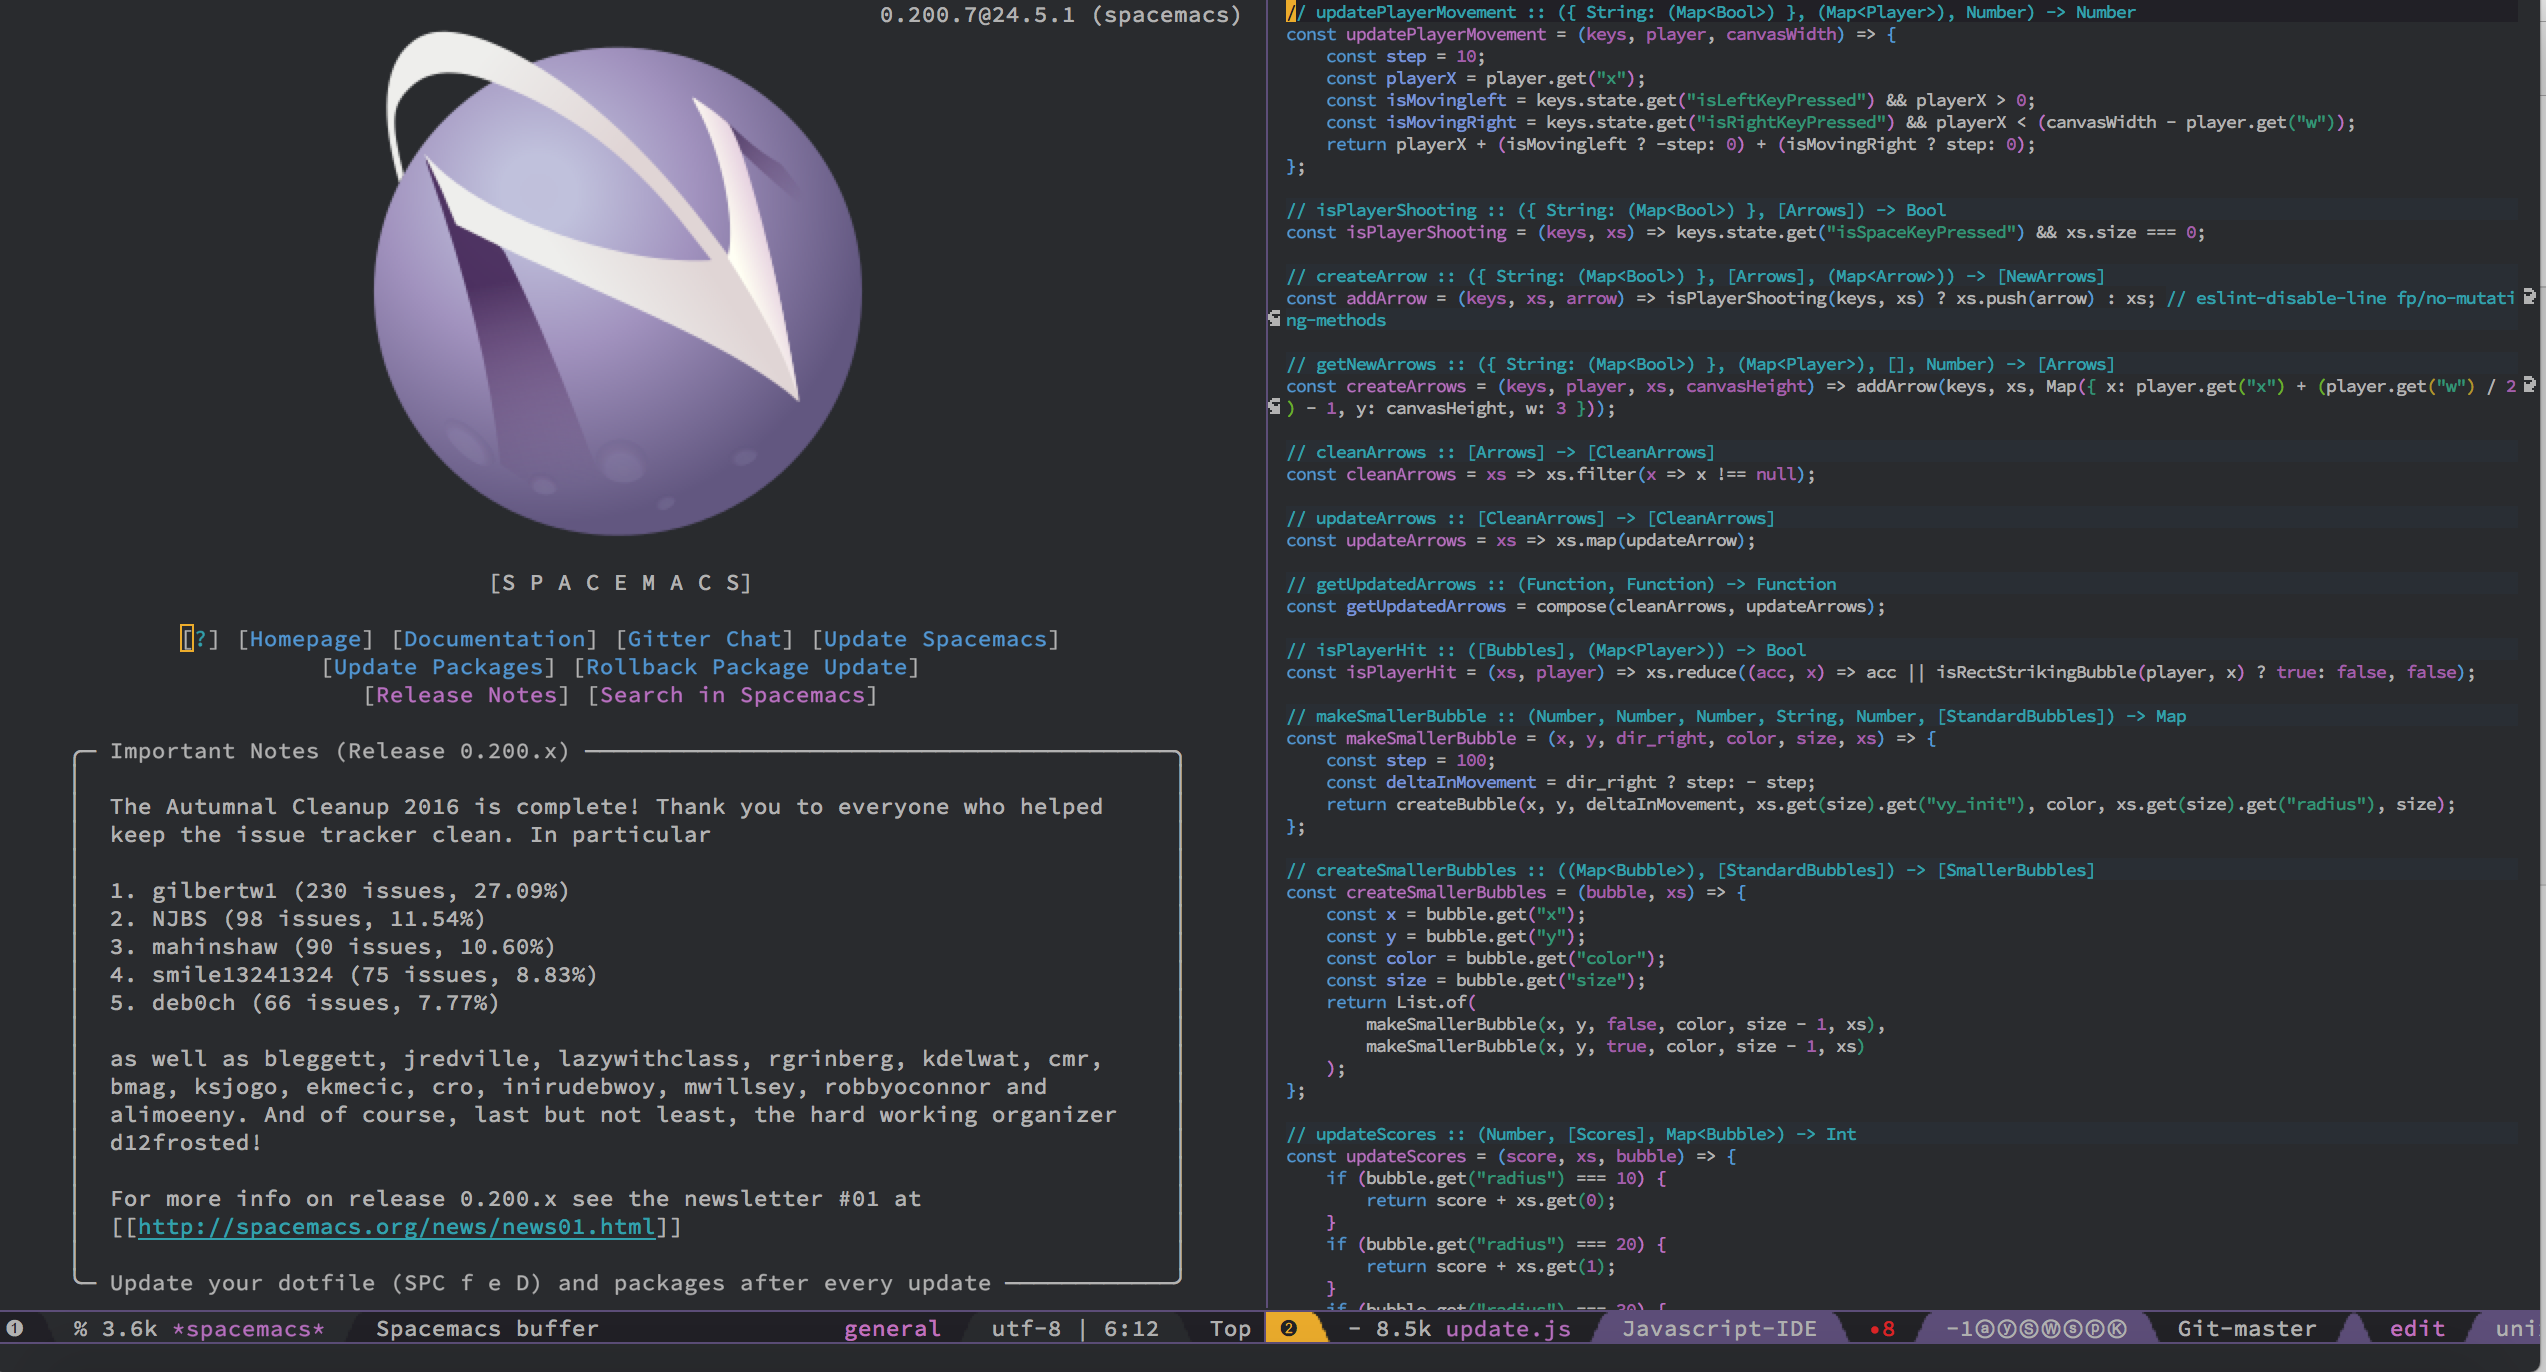 0.200.7@24.5.1 (spacemacs)
[S P A C E M A C S]
[?] [Homepage] [Documentation] [Gitter Chat] [Update Spacemacs]
[Update Packages] [Rollback Package Update]
[Release Notes] [Search in Spacemacs]
Important Notes (Release 0.200.x)
The Autumnal Cleanup 2016 is complete! Thank you to everyone who helped
keep the issue tracker clean. In particular
1. gilbertw1 (230 issues, 27.09%)
2. NJBS (98 issues, 11.54%)
3. mahinshaw (90 issues, 10.60%)
4. smile13241324 (75 issues, 8.83%)
5. deb0ch (66 issues, 7.77%)
as well as bleggett, jredville, lazywithclass, rgrinberg, kdelwat, cmr,
bmag, ksjogo, ekmecic, cro, inirudebwoy, mwillsey, robbyoconnor and
alimoeeny. And of course, last but not least, the hard working organizer
d12frosted!
For more info on release 0.200.x see the newsletter #01 at
[[http://spacemacs.org/news/news01.html]]
Update your dotfile (SPC f e D) and packages after every update
❶ % 3.6k *spacemacs* Spacemacs buffer general utf-8 | 6:12 Top
// updatePlayerMovement :: ({ String: (Map<Bool>) }, (Map<Player>), Number) -> Number
const updatePlayerMovement = (keys, player, canvasWidth) => {
    const step = 10;
    const playerX = player.get("x");
    const isMovingleft = keys.state.get("isLeftKeyPressed") && playerX > 0;
    const isMovingRight = keys.state.get("isRightKeyPressed") && playerX < (canvasWidth - player.get("w"));
    return playerX + (isMovingleft ? -step: 0) + (isMovingRight ? step: 0);
};
// isPlayerShooting :: ({ String: (Map<Bool>) }, [Arrows]) -> Bool
const isPlayerShooting = (keys, xs) => keys.state.get("isSpaceKeyPressed") && xs.size === 0;
// createArrow :: ({ String: (Map<Bool>) }, [Arrows], (Map<Arrow>)) -> [NewArrows]
const addArrow = (keys, xs, arrow) => isPlayerShooting(keys, xs) ? xs.push(arrow) : xs; // eslint-disable-line fp/no-mutati
ng-methods
// getNewArrows :: ({ String: (Map<Bool>) }, (Map<Player>), [], Number) -> [Arrows]
const createArrows = (keys, player, xs, canvasHeight) => addArrow(keys, xs, Map({ x: player.get("x") + (player.get("w") / 2
) - 1, y: canvasHeight, w: 3 }));
// cleanArrows :: [Arrows] -> [CleanArrows]
const cleanArrows = xs => xs.filter(x => x !== null);
// updateArrows :: [CleanArrows] -> [CleanArrows]
const updateArrows = xs => xs.map(updateArrow);
// getUpdatedArrows :: (Function, Function) -> Function
const getUpdatedArrows = compose(cleanArrows, updateArrows);
// isPlayerHit :: ([Bubbles], (Map<Player>)) -> Bool
const isPlayerHit = (xs, player) => xs.reduce((acc, x) => acc || isRectStrikingBubble(player, x) ? true: false, false);
// makeSmallerBubble :: (Number, Number, Number, String, Number, [StandardBubbles]) -> Map
const makeSmallerBubble = (x, y, dir_right, color, size, xs) => {
    const step = 100;
    const deltaInMovement = dir_right ? step: - step;
    return createBubble(x, y, deltaInMovement, xs.get(size).get("vy_init"), color, xs.get(size).get("radius"), size);
};
// createSmallerBubbles :: ((Map<Bubble>), [StandardBubbles]) -> [SmallerBubbles]
const createSmallerBubbles = (bubble, xs) => {
    const x = bubble.get("x");
    const y = bubble.get("y");
    const color = bubble.get("color");
    const size = bubble.get("size");
    return List.of(
        makeSmallerBubble(x, y, false, color, size - 1, xs),
        makeSmallerBubble(x, y, true, color, size - 1, xs)
    );
};
// updateScores :: (Number, [Scores], Map<Bubble>) -> Int
const updateScores = (score, xs, bubble) => {
    if (bubble.get("radius") === 10) {
        return score + xs.get(0);
    }
    if (bubble.get("radius") === 20) {
        return score + xs.get(1);
    }
    if (bubble.get("radius") === 30) {
❷ - 8.5k update.js Javascript-IDE •8 -1ⓐⓨⓈⓌⓢⓟⓀ Git-master edit uni